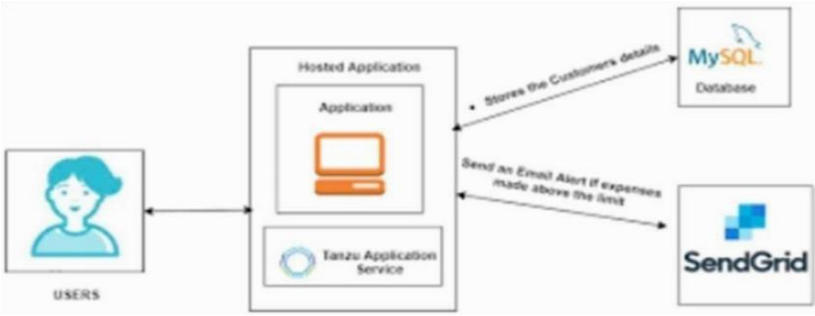 Hosted Application
Application
Tanzu Application
Service
USERS
Stores the Customers details
MySQL
Database
Send an Email Alert if expenses
made above the limit
SendGrid